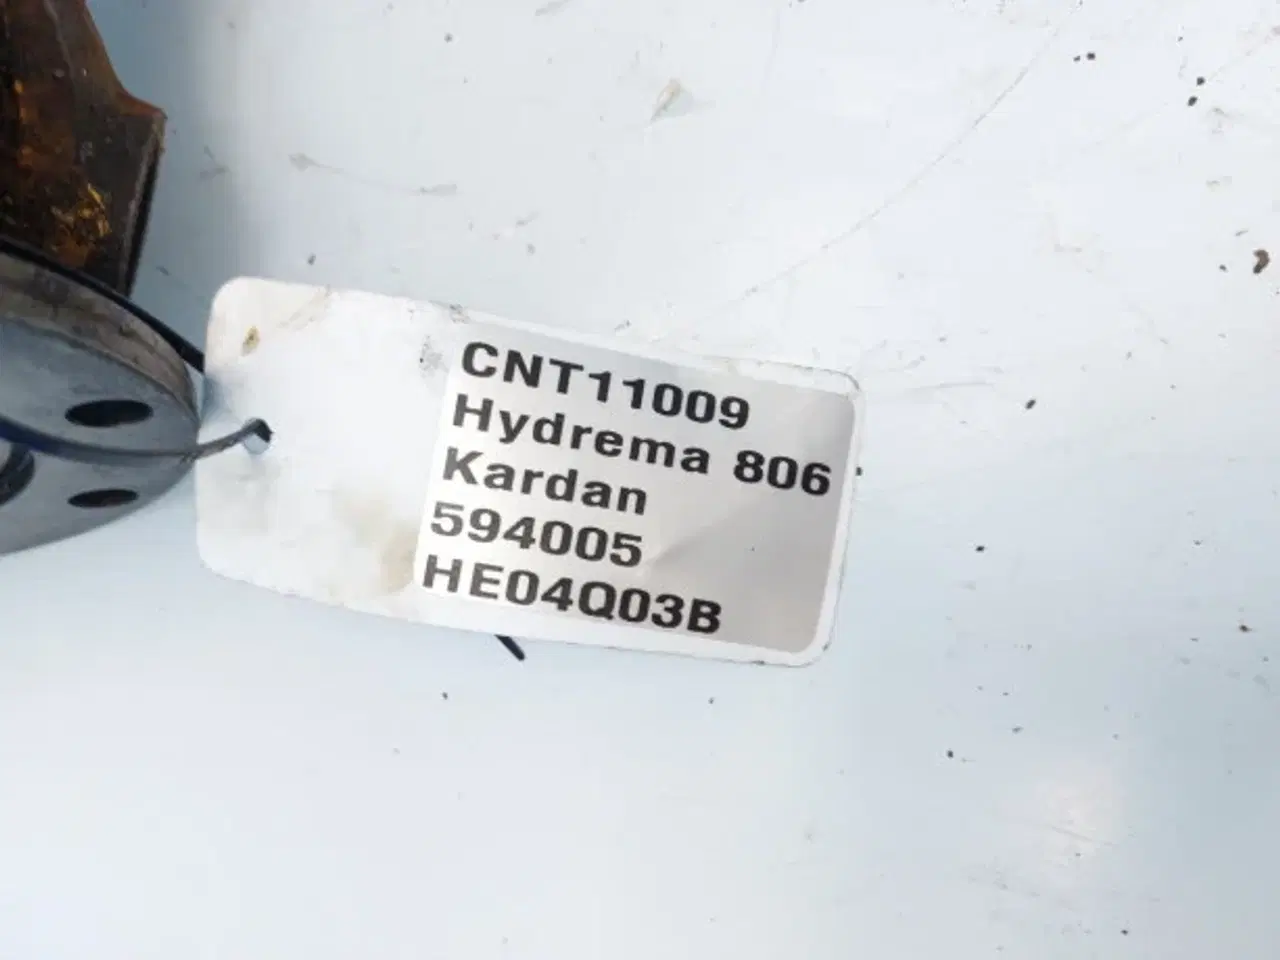 CNT11009
Hydrema 806
Kardan
594005
HE04Q03B